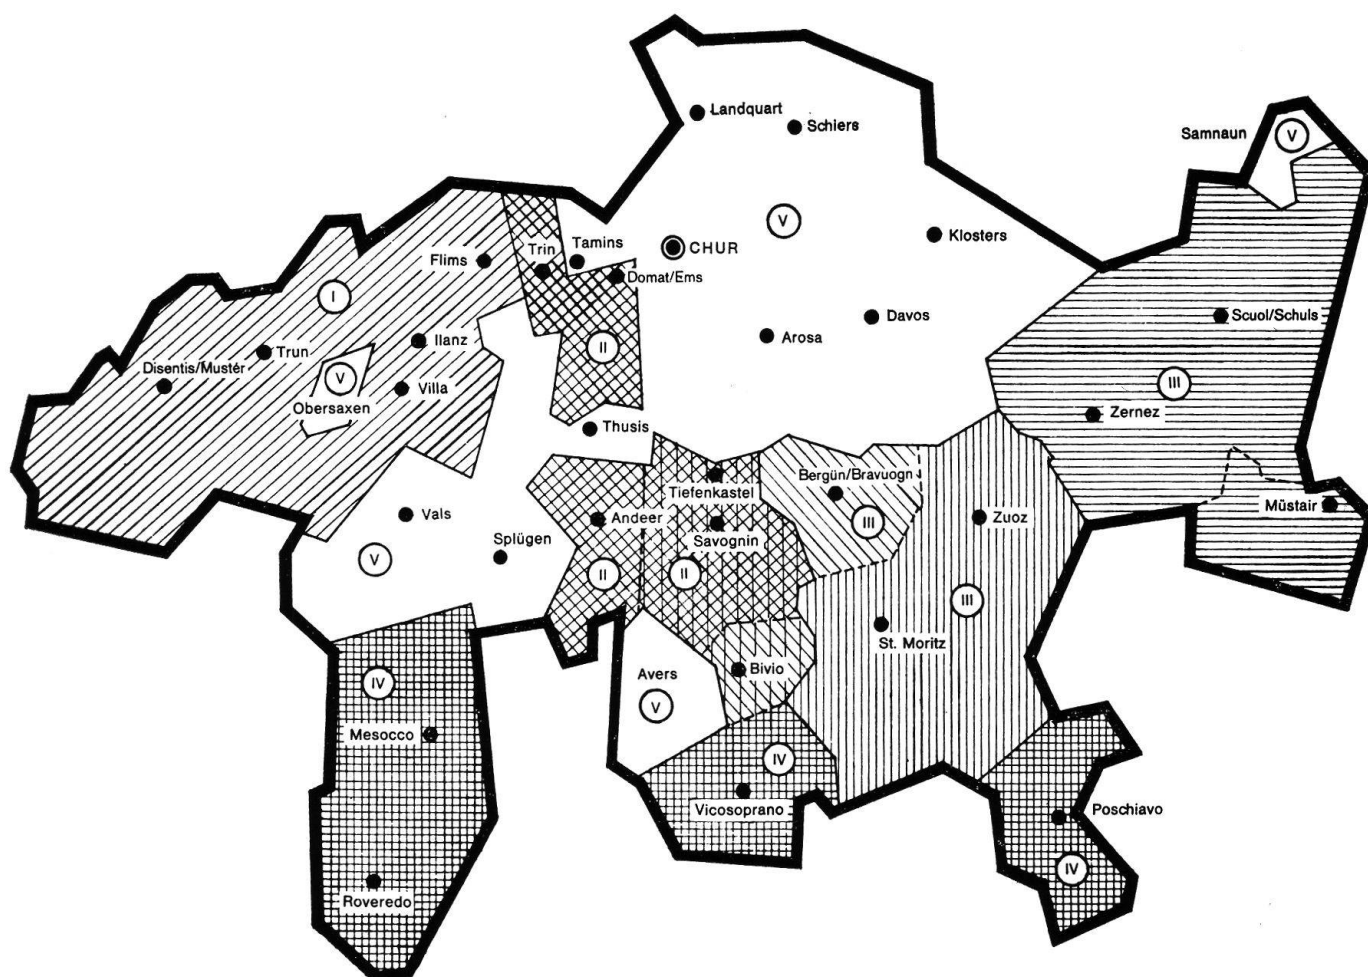 Landquart
Schiers
Samnaun
V
V
Klosters
CHUR
Tamins
Trin
Flims
Domat/Ems
I
Scuol/Schuls
Davos
Arosa
Ilanz
II
Trun
Disentis/Mustér
V
Villa
III
Obersaxen
Zernez
Thusis
Bergün/Bravuogn
Tiefenkastel
Müstair
Vals
Andeer
Zuoz
III
Savognin
Splügen
V
II
II
III
St. Moritz
Bivio
Avers
IV
V
Mesocco
IV
Vicosoprano
Poschiavo
IV
Roveredo